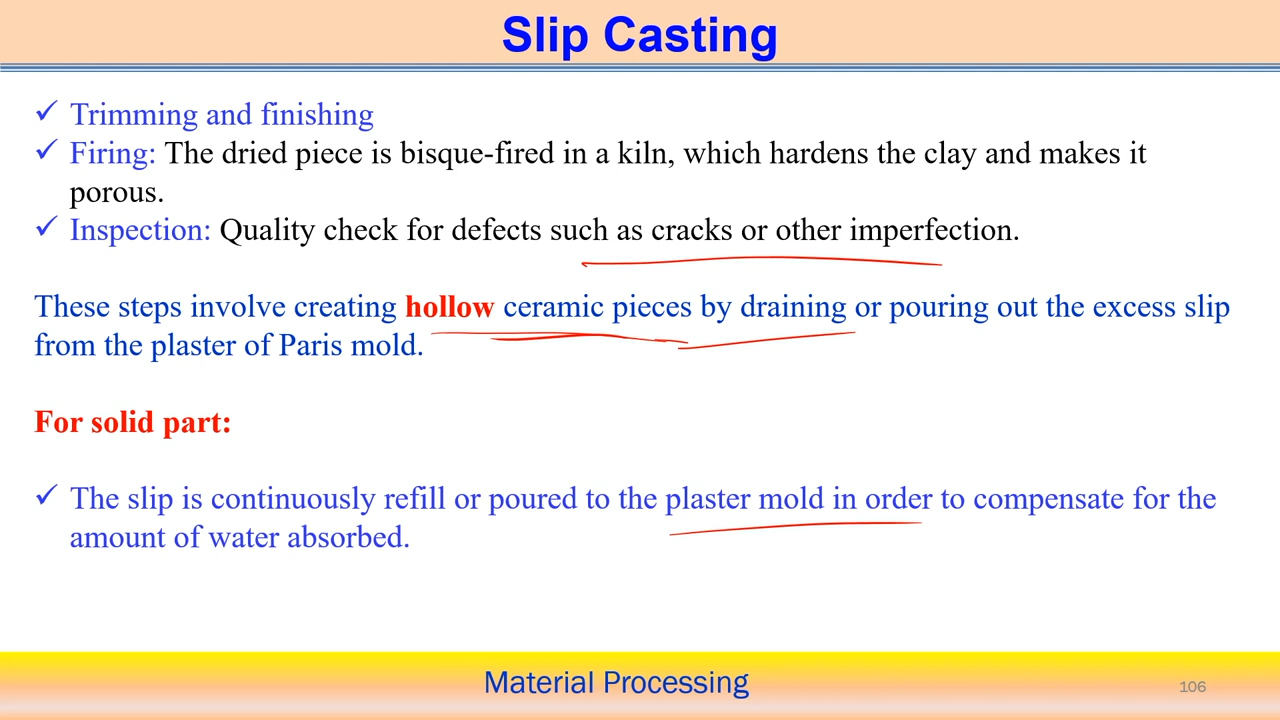 Slip Casting
✓ Trimming and finishing
✓ Firing: The dried piece is bisque-fired in a kiln, which hardens the clay and makes it
porous.
✓ Inspection: Quality check for defects such as cracks or other imperfection.
These steps involve creating hollow ceramic pieces by draining or pouring out the excess slip
from the plaster of Paris mold.
For solid part:
✓ The slip is continuously refill or poured to the plaster mold in order to compensate for the
amount of water absorbed.
Material Processing
106